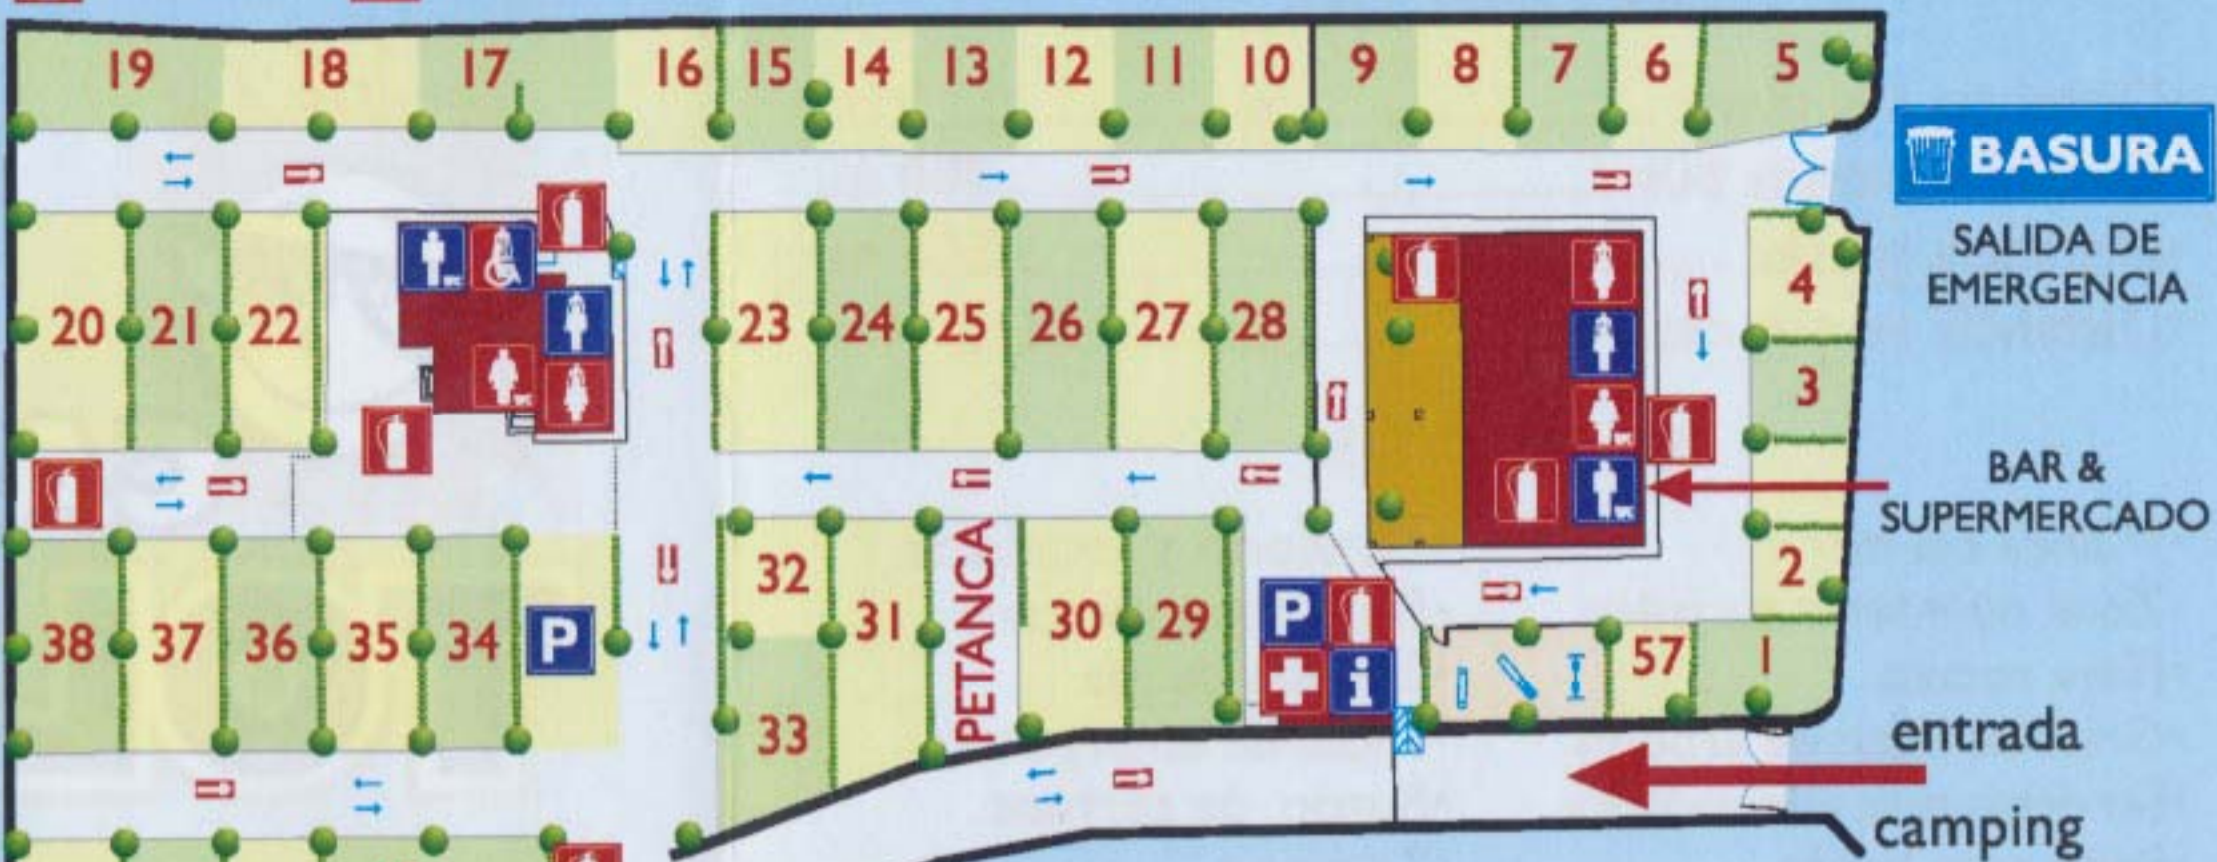 19 18 17 16 15 14 13 12 11 10 9 8 7 6 5
BASURA
SALIDA DE
EMERGENCIA
4
20 21 22 23 24 25 26 27 28
3
BAR &
SUPERMERCADO
32
2
38 37 36 35 34 P 31 PETANCA 30 29 P
57 1
i
33
entrada
camping